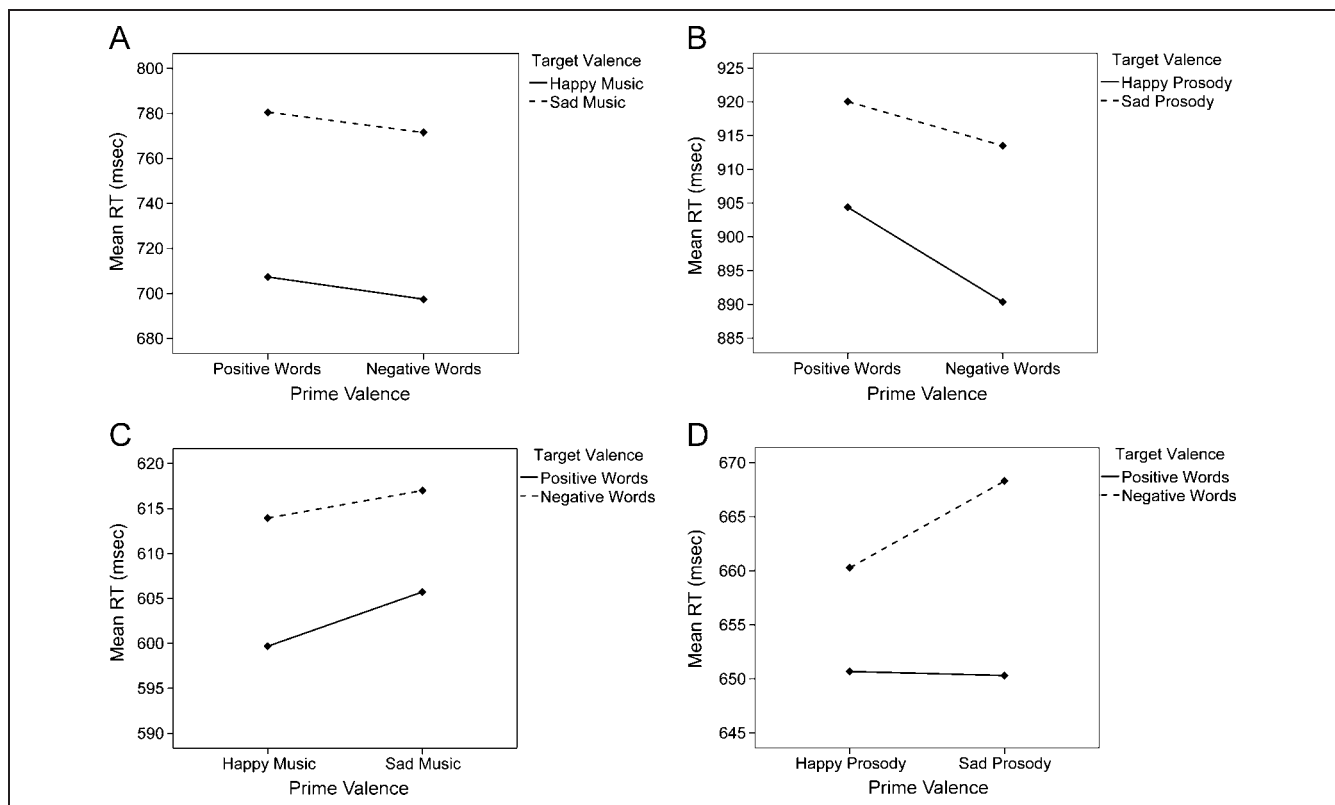 A
Target Valence
Happy Music
Sad Music
800
780
760
740
720
700
680
Mean RT (msec)
Positive Words Negative Words
Prime Valence
B
Target Valence
Happy Prosody
Sad Prosody
925
920
915
910
905
900
895
890
885
Mean RT (msec)
Positive Words Negative Words
Prime Valence
C
Target Valence
Positive Words
Negative Words
620
615
610
605
600
595
590
Mean RT (msec)
Happy Music Sad Music
Prime Valence
D
Target Valence
Positive Words
Negative Words
670
665
660
655
650
645
Mean RT (msec)
Happy Prosody Sad Prosody
Prime Valence